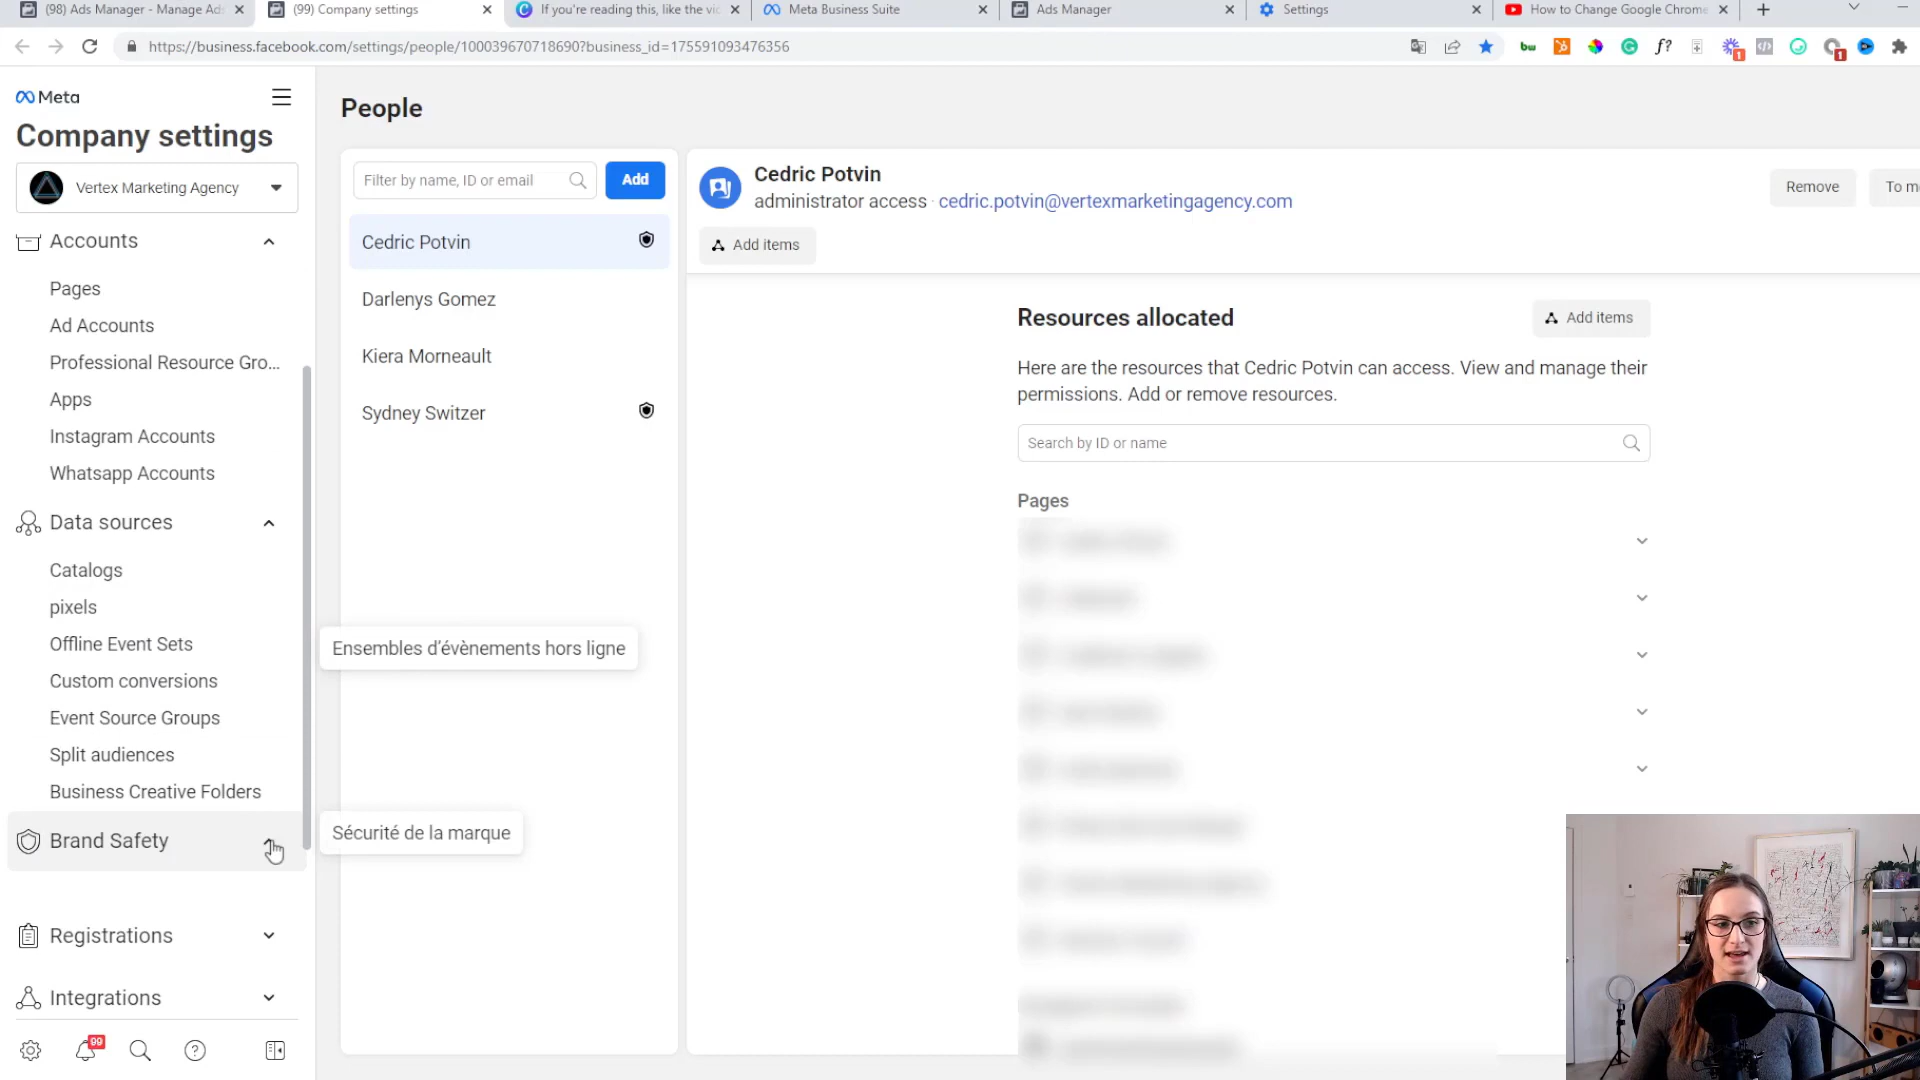 (98) Ads Manager - Manage Ads
(99) Company settings
If you're reading this, like the vid
Meta Business Suite
Ads Manager
Settings
How to Change Google Chrome
https://business.facebook.com/settings/people/100039670718690?business_id=175591093476356
bw
f?
1
1
Meta
Company settings
Vertex Marketing Agency
Accounts
Pages
Ad Accounts
Professional Resource Gro...
Apps
Instagram Accounts
Whatsapp Accounts
Data sources
Catalogs
pixels
Offline Event Sets
Custom conversions
Event Source Groups
Split audiences
Business Creative Folders
Brand Safety
Registrations
Integrations
99
Ensembles d'évènements hors ligne
Sécurité de la marque
People
Filter by name, ID or email
Add
Cedric Potvin
Darlenys Gomez
Kiera Morneault
Sydney Switzer
Cedric Potvin
administrator access · cedric.potvin@vertexmarketingagency.com
Remove
To m
Add items
Resources allocated
Add items
Here are the resources that Cedric Potvin can access. View and manage their
permissions. Add or remove resources.
Search by ID or name
Pages